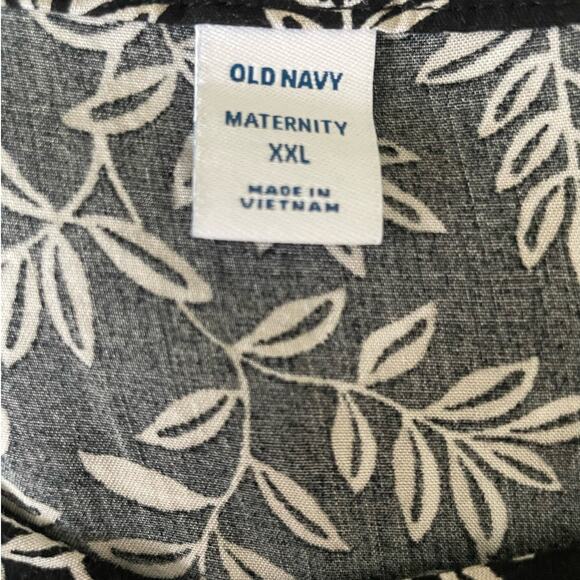 OLD NAVY
MATERNITY
XXL
MADE IN
VIETNAM